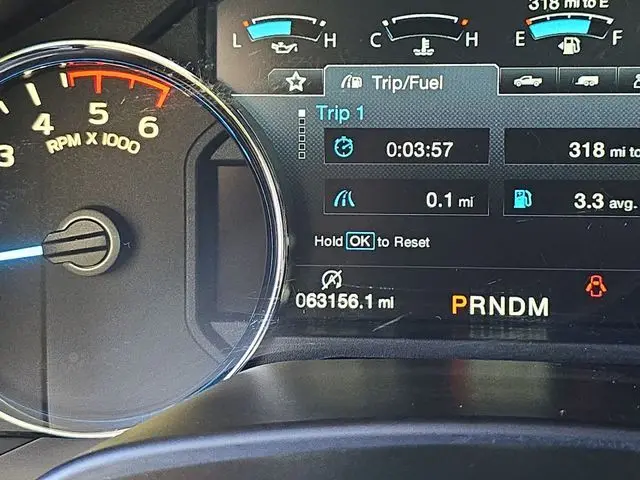 318 mi to E
L H C H E F
Trip/Fuel
Trip 1
0:03:57 318 mi to
0.1 mi 3.3 avg.
Hold OK to Reset
063156.1 mi
PRNDM
3 4 5 6
RPM X 1000